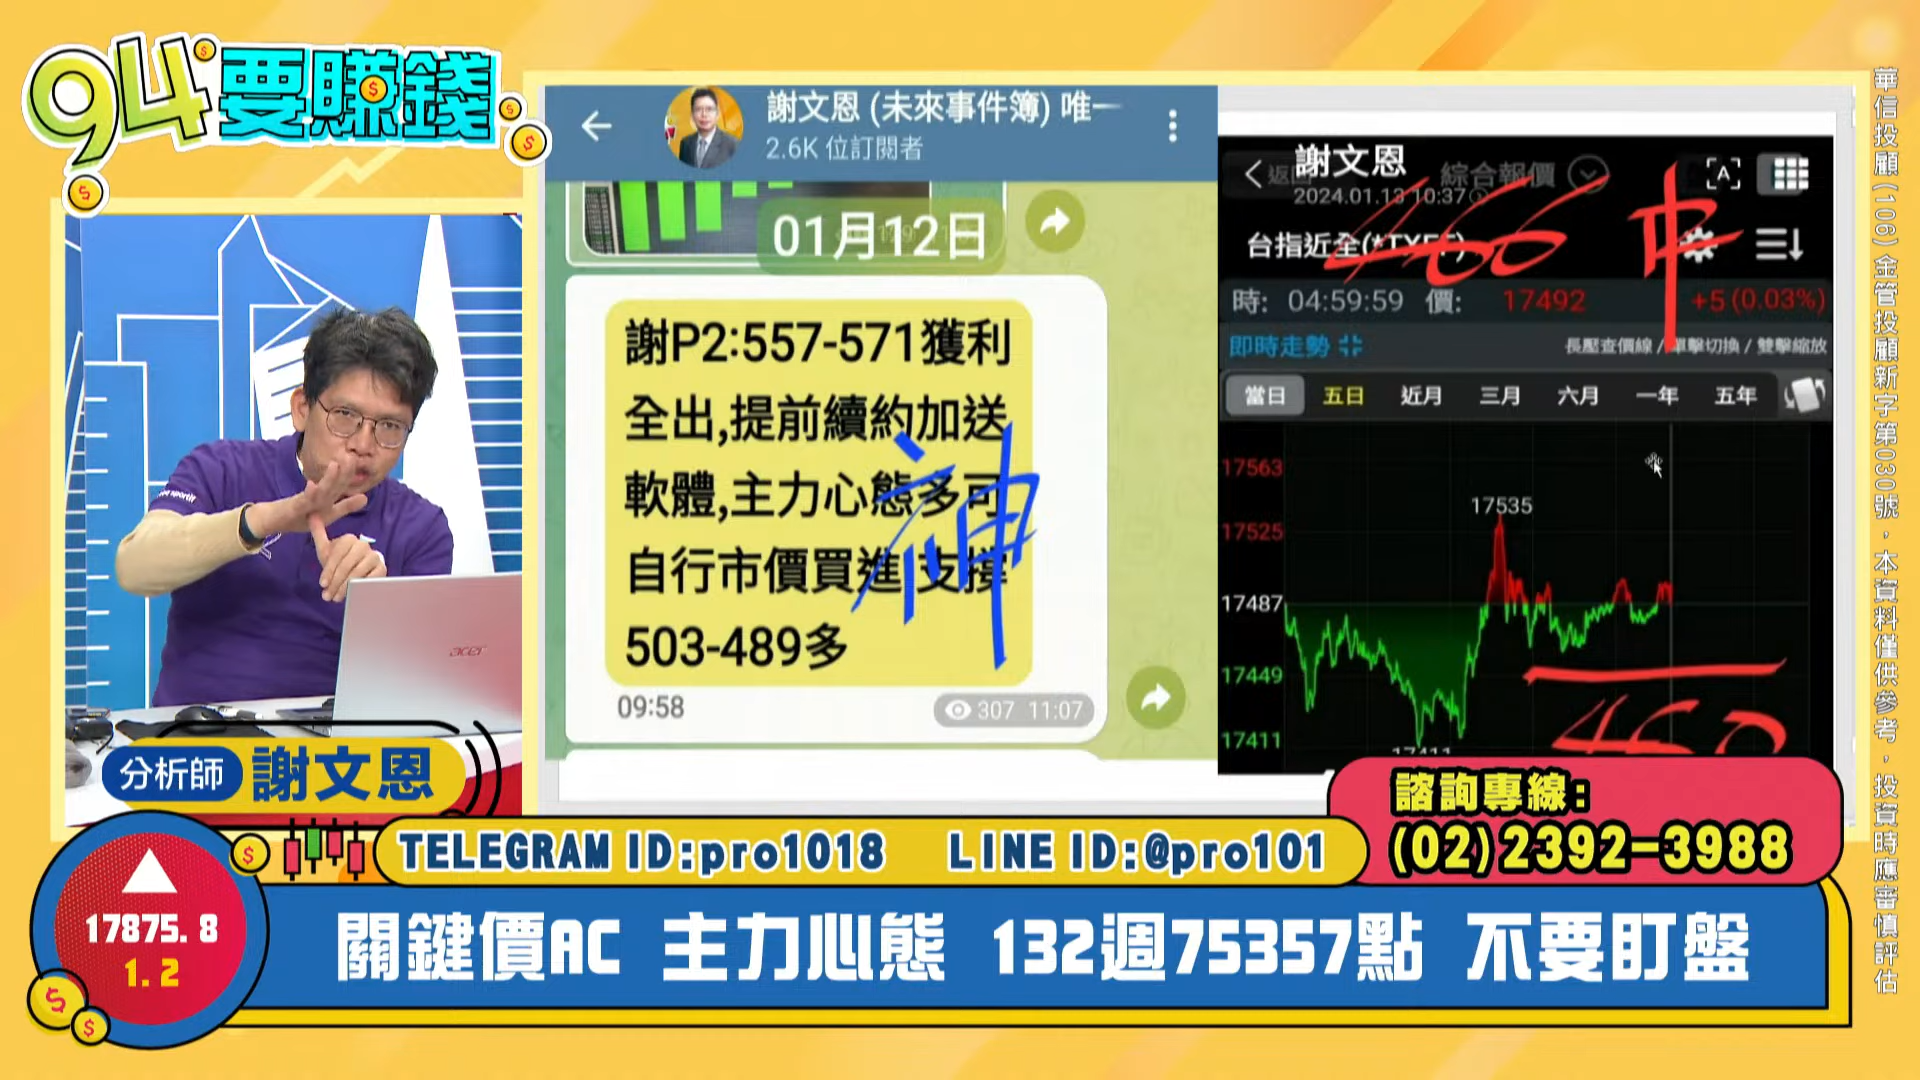 94要賺錢
謝文恩 (未來事件簿) 唯一
2.6K 位訂閱者
01月12日
謝P2:557-571獲利
全出,提前續約加送
軟體,主力心態多可
自行市價買進 支撐
503-489多
神
09:58
307 11:07
謝文恩
返回
綜合報價
2024.01.13 10:37
466
申
台指近全(*TXF1)
時: 04:59:59 價: 17492 +5 (0.03%)
即時走勢
長壓查價線 / 單擊切換 / 雙擊縮放
當日 五日 近月 三月 六月 一年 五年
17563
17535
17525
17487
17449
460
17411
17411
acer
分析師 謝文恩
諮詢專線:
(02)2392-3988
TELEGRAM ID:pro1018 LINE ID:@pro101
17875.8
1.2
關鍵價AC 主力心態 132週75357點 不要盯盤
華信投顧(106)金管投顧新字第030號,本資料僅供參考,投資時應審慎評估